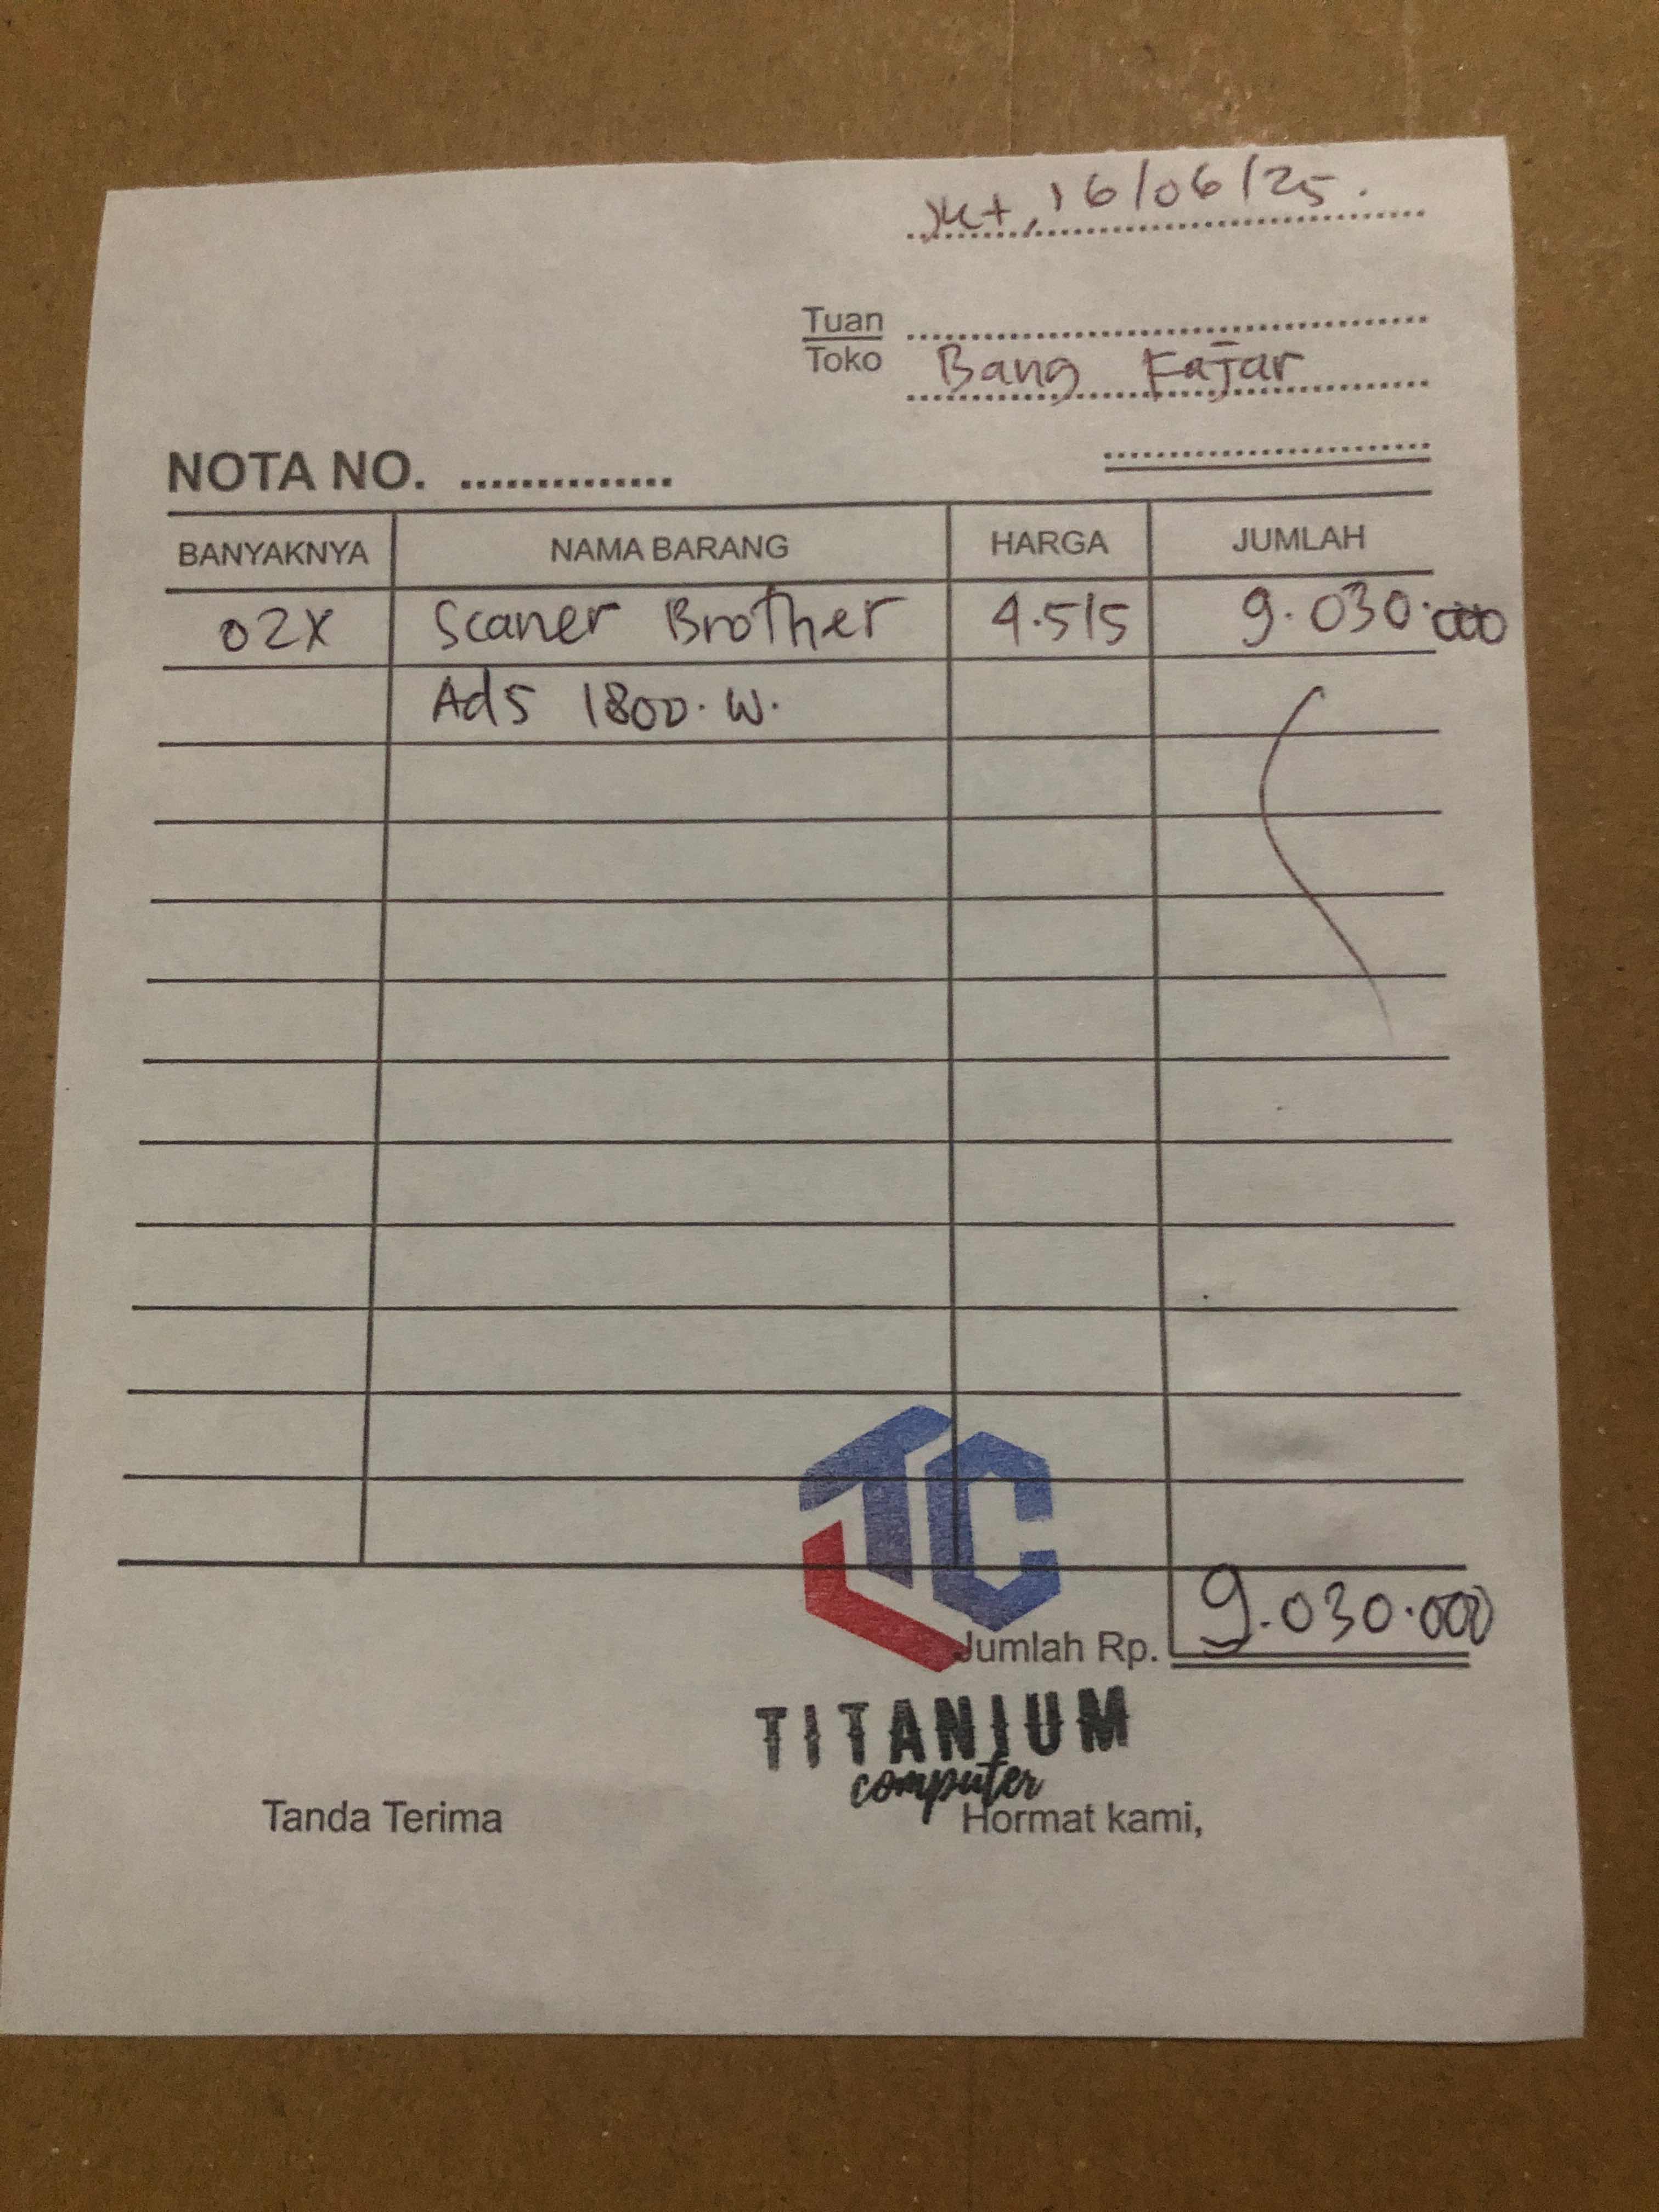 Jkt, 16/06/25.
Tuan
Toko Bang Fajar
NOTA NO. ..............
BANYAKNYA NAMA BARANG HARGA JUMLAH
02X Scaner Brother 4.515 9.030.000
Ads 1800.W.
TC
Jumlah Rp. 9.030.000
TITANIUM
computer
Tanda Terima Hormat kami,